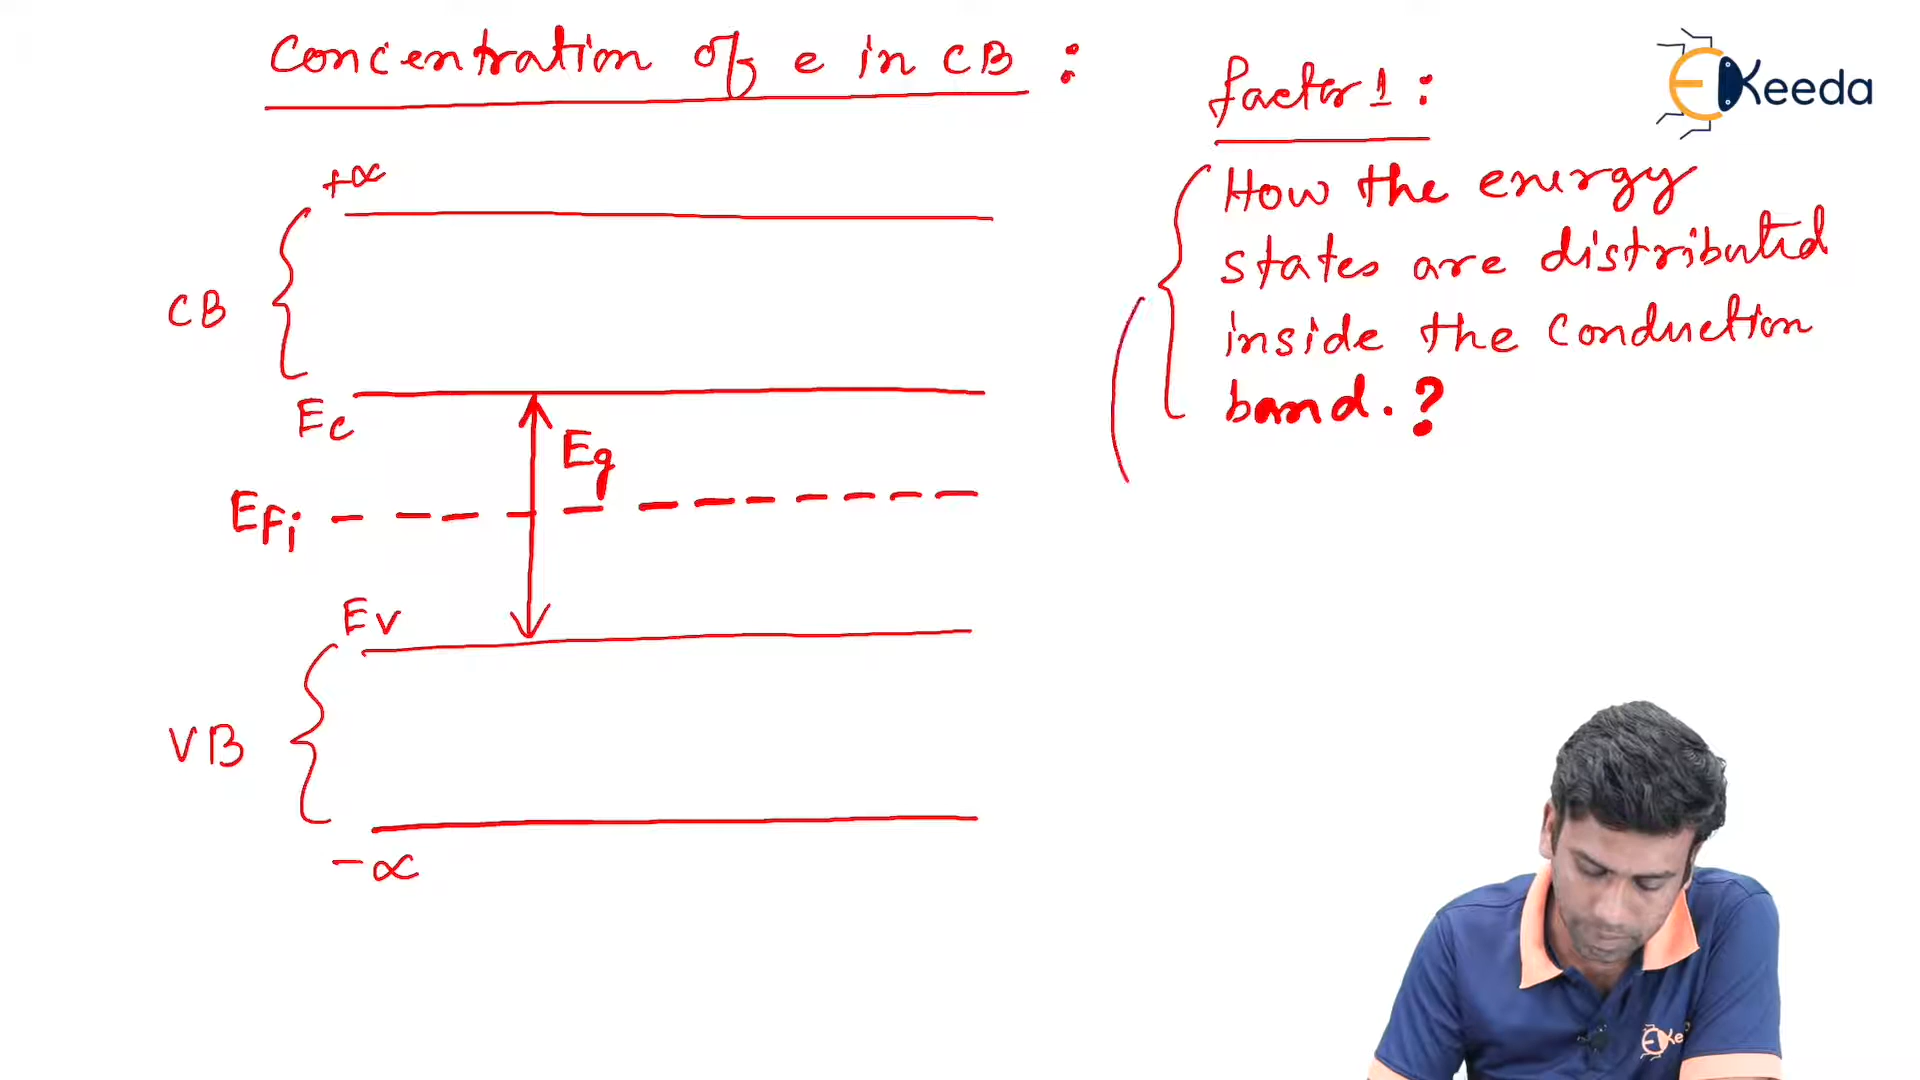 Concentration of e in CB :
factor 1 :
EKeeda
+∝
How the energy
states are distributed
inside the conduction
band. ?
CB
Ec
Eg
EFi
Ev
VB
-∝
EKe